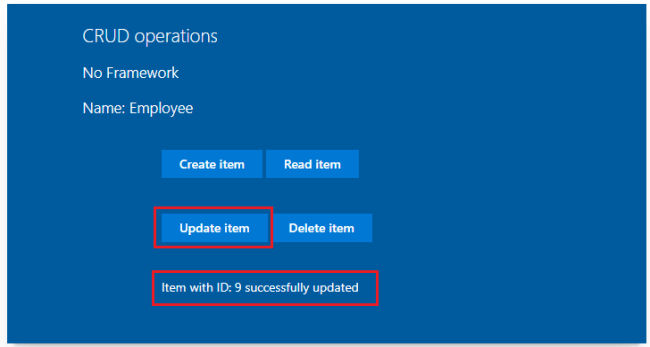 CRUD operations
No Framework
Name: Employee
Create item Read item
Update item Delete item
Item with ID: 9 successfully updated